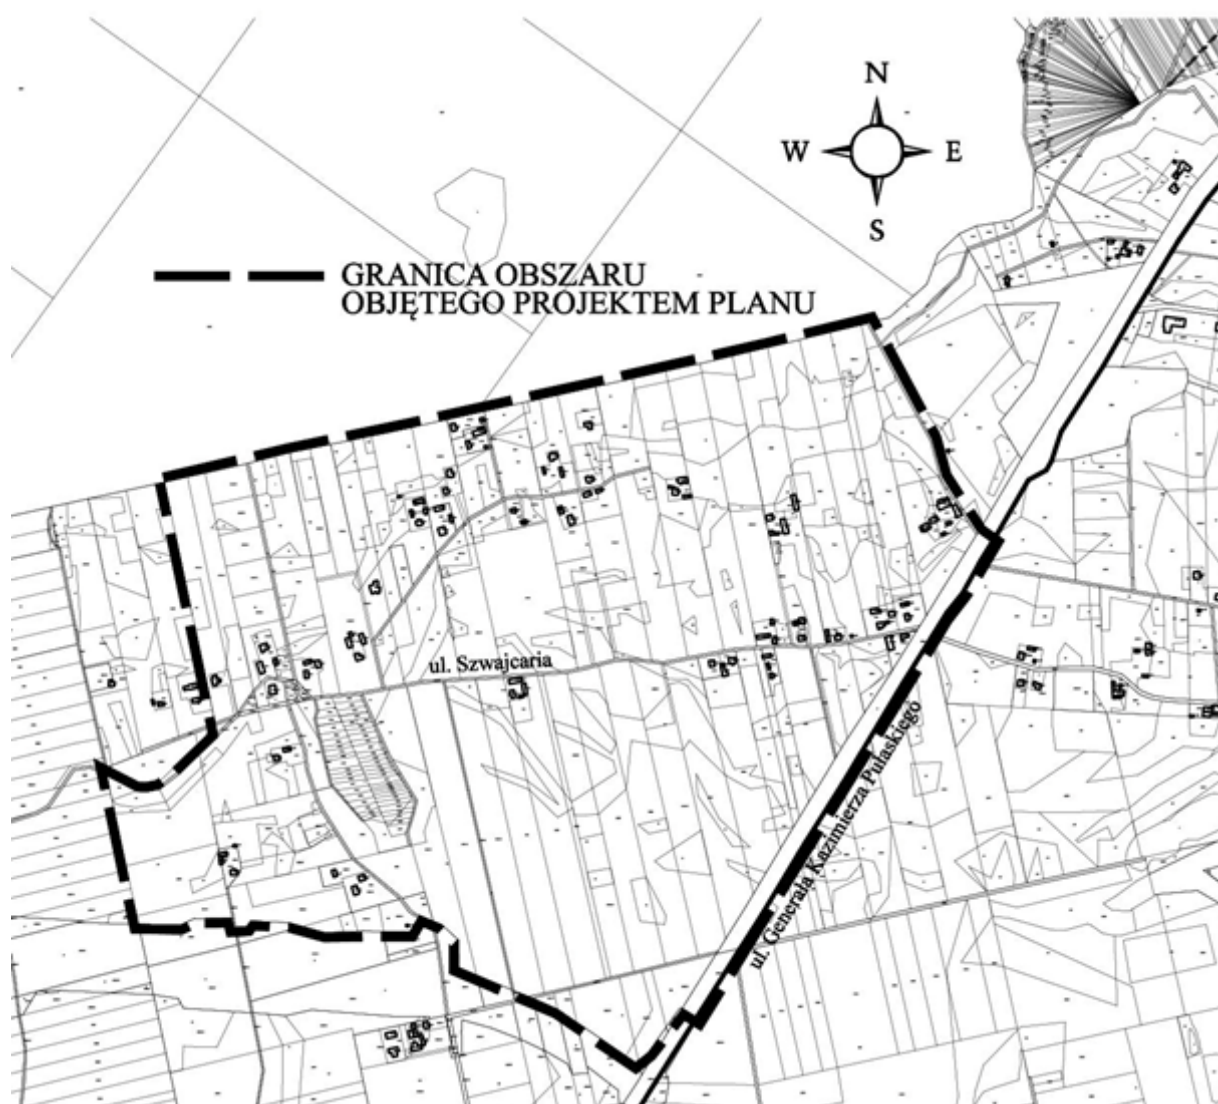 N
W E
S
GRANICA OBSZARU
OBJĘTEGO PROJEKTEM PLANU
ul. Szwajcaria
ul. Generała Kazimierza Pułaskiego